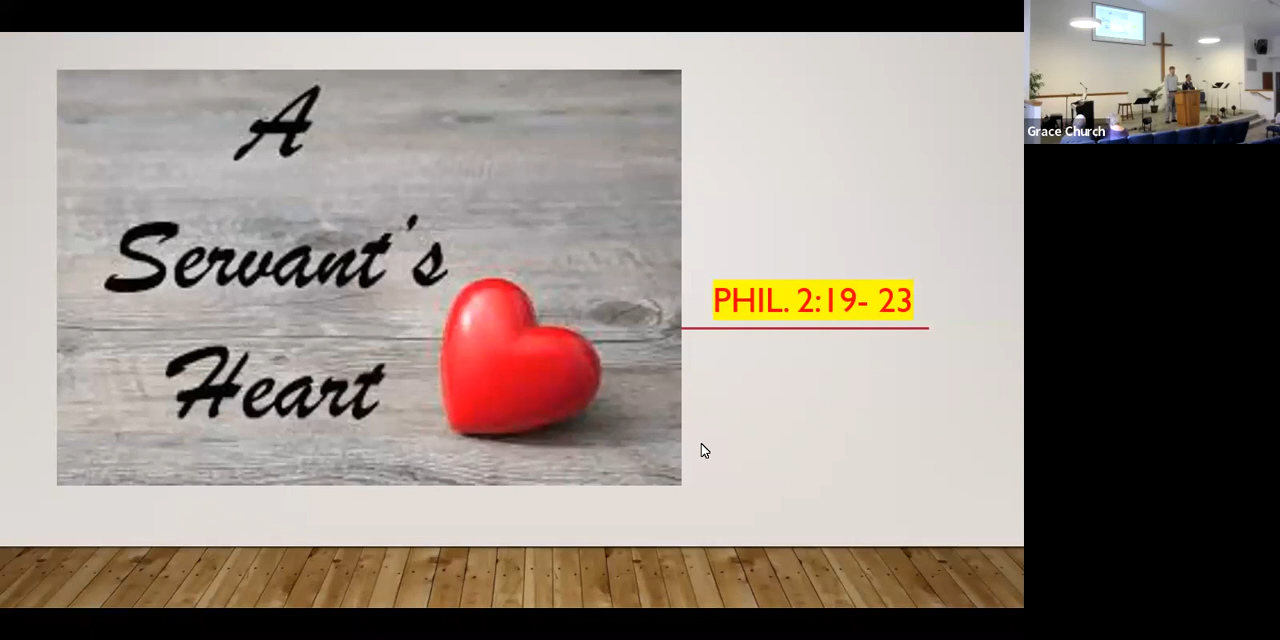 A
Servant's
Heart
PHIL. 2:19- 23
Grace Church